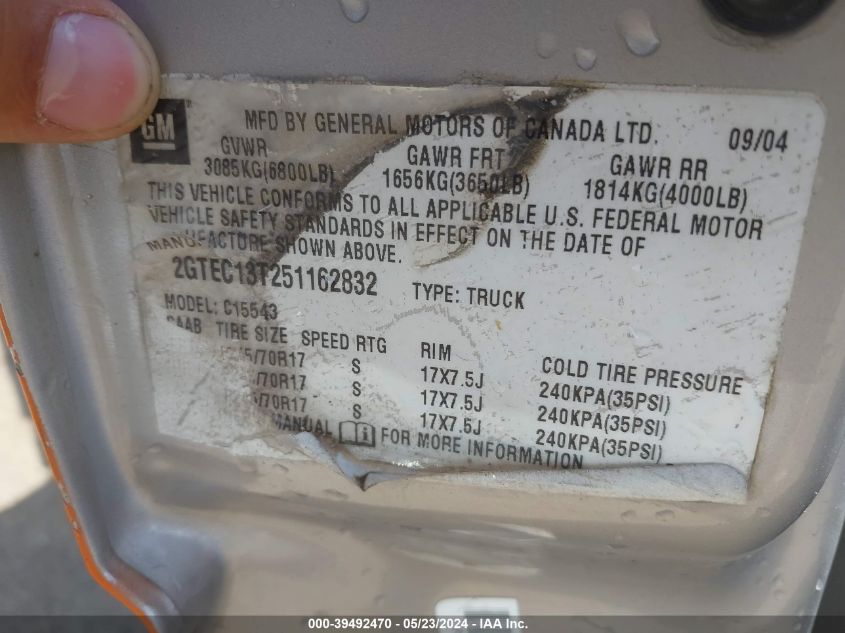 GM
MFD BY GENERAL MOTORS OF CANADA LTD. 09/04
GVWR GAWR FRT GAWR RR
3085KG(6800LB) 1656KG(3650LB) 1814KG(4000LB)
THIS VEHICLE CONFORMS TO ALL APPLICABLE U.S. FEDERAL MOTOR
VEHICLE SAFETY STANDARDS IN EFFECT ON THE DATE OF
MANUFACTURE SHOWN ABOVE.
2GTEC13T251162832 TYPE: TRUCK
MODEL: C15543
TIRE SIZE SPEED RTG RIM COLD TIRE PRESSURE
5/70R17 S 17X7.5J 240KPA(35PSI)
/70R17 S 17X7.5J 240KPA(35PSI)
/70R17 S 17X7.5J 240KPA(35PSI)
MANUAL FOR MORE INFORMATION
000-39492470 - 05/23/2024 - IAA Inc.